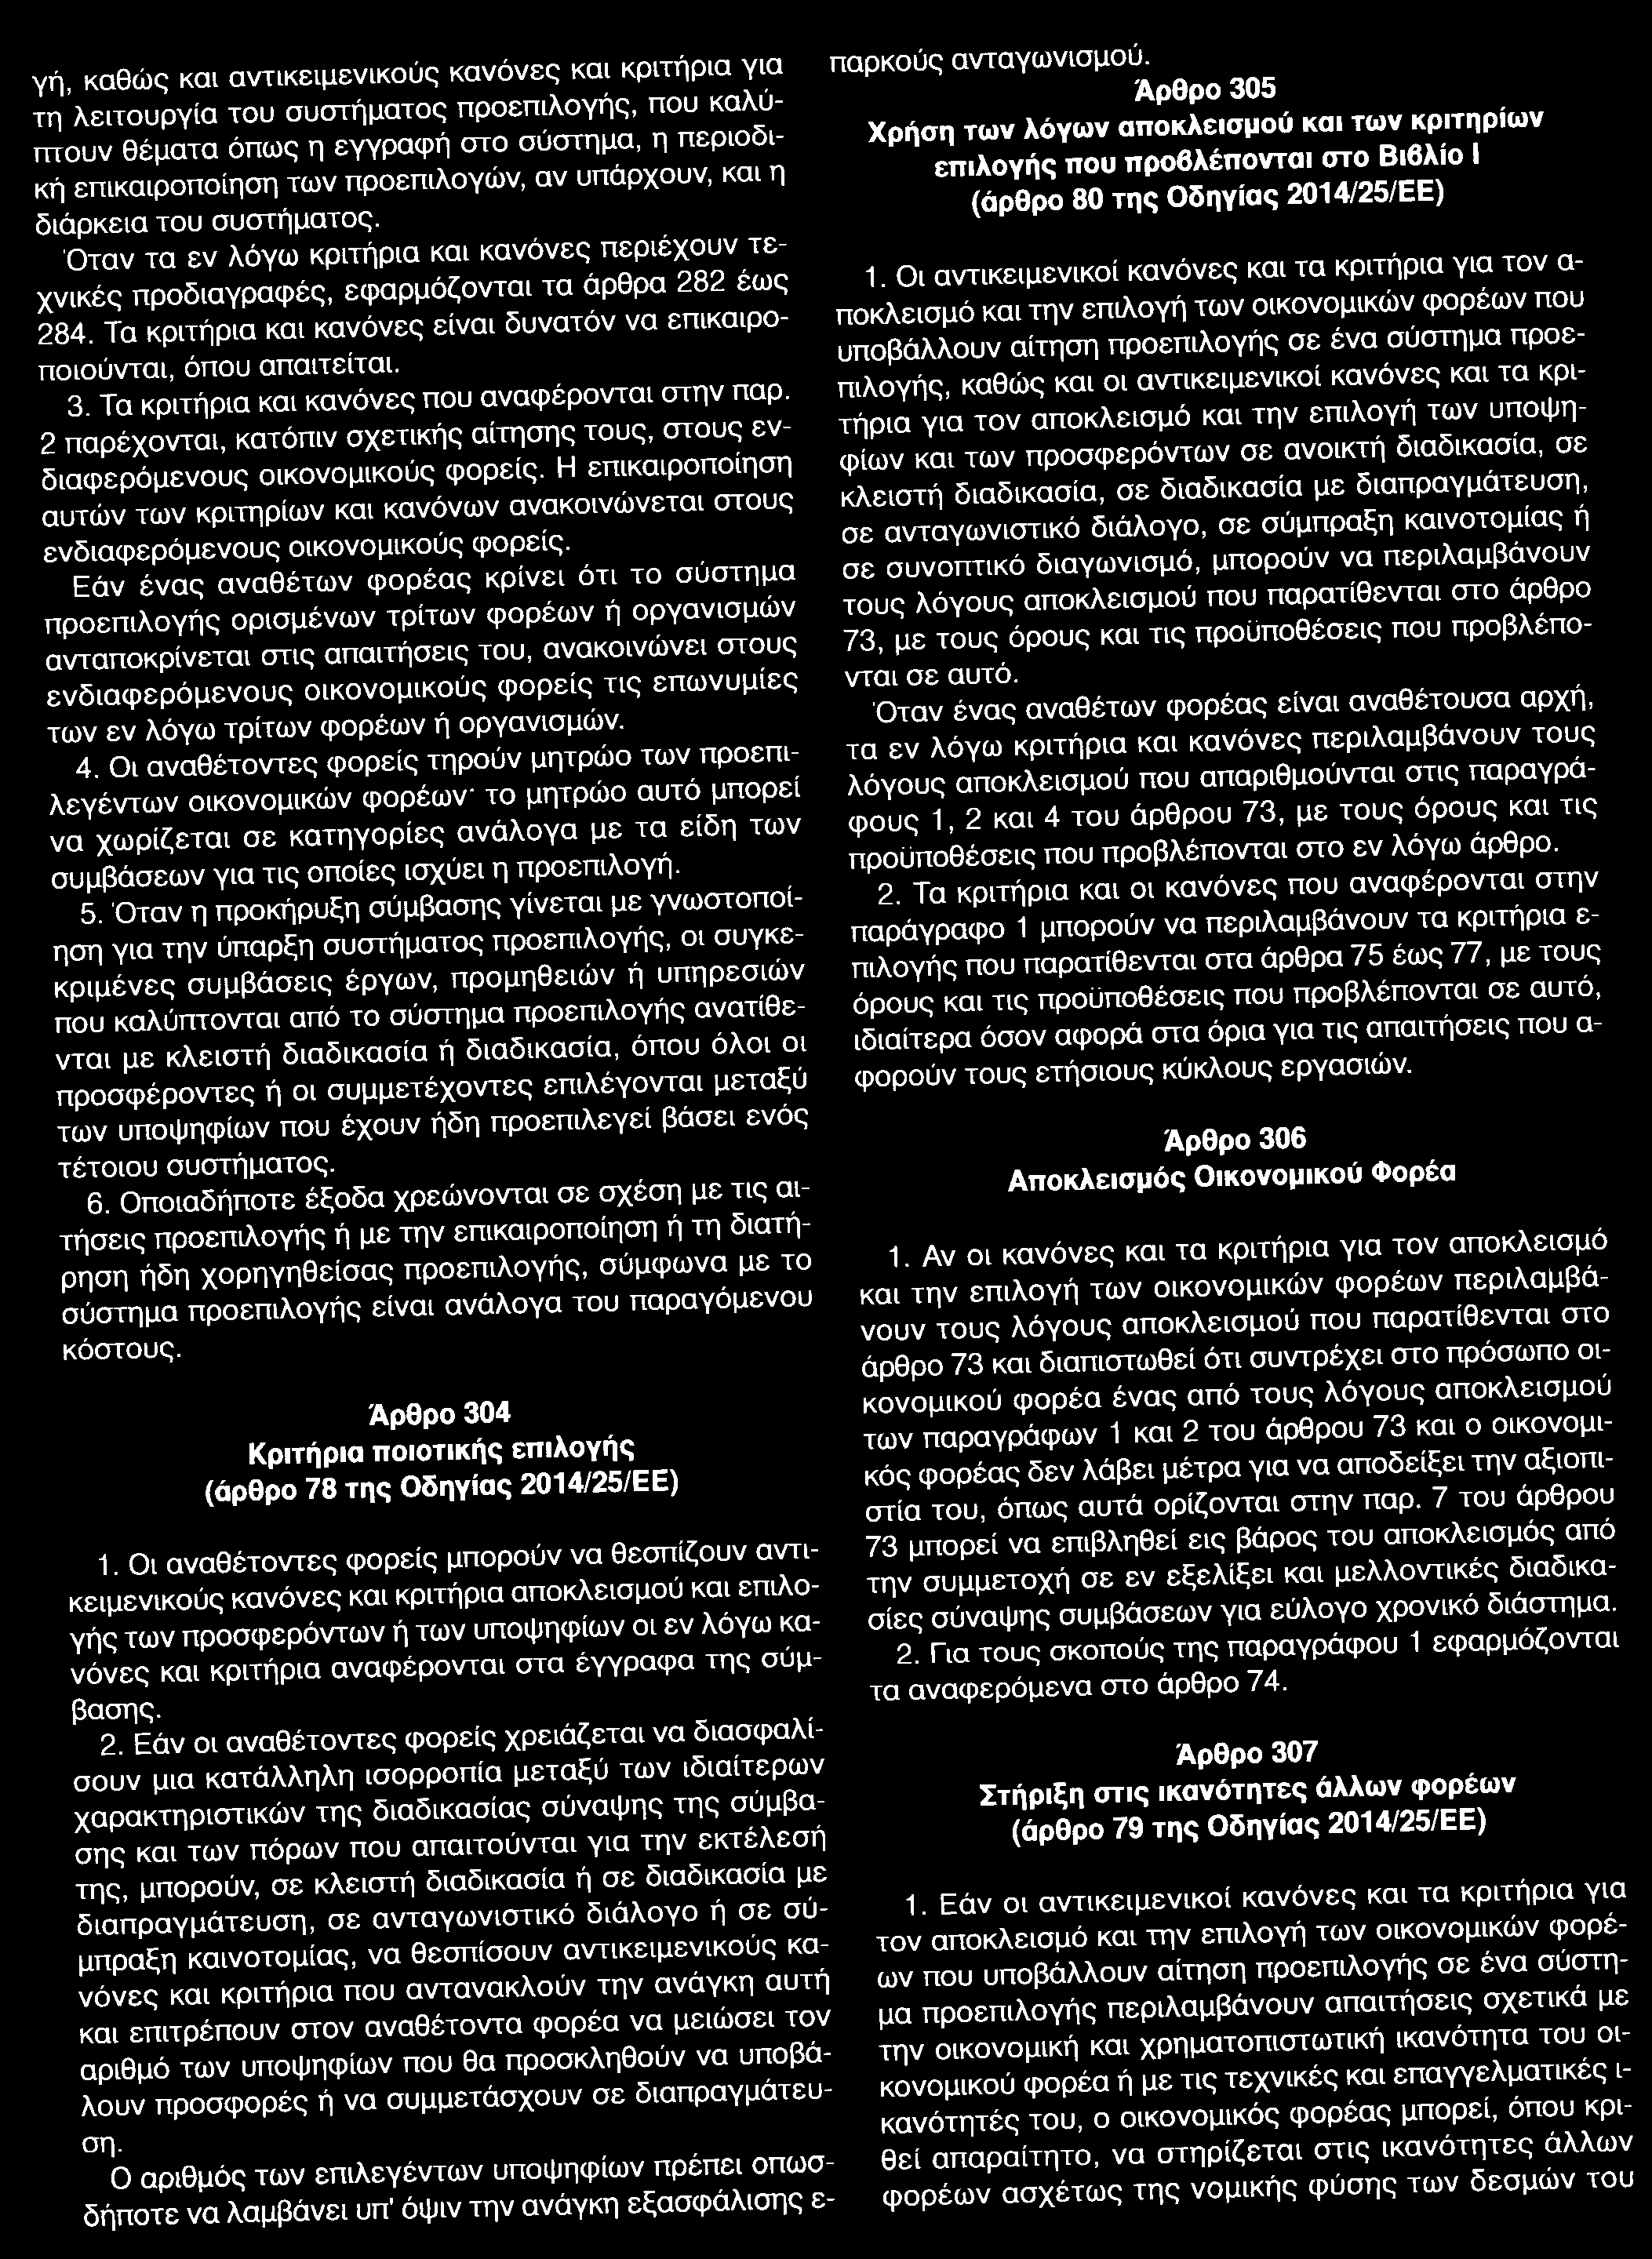 γή, καθώς και αντικειμενικούς κανόνες και κριτήρια για
τη λειτουργία του συστήματος προεπιλογής, που καλύ-
πτουν θέματα όπως η εγγραφή στο σύστημα, η περιοδι-
κή επικαιροποίηση των προεπιλογών, αν υπάρχουν, και η
διάρκεια του συστήματος.
Όταν τα εν λόγω κριτήρια και κανόνες περιέχουν τε-
χνικές προδιαγραφές, εφαρμόζονται τα άρθρα 282 έως
284. Τα κριτήρια και κανόνες είναι δυνατόν να επικαιρο-
ποιούνται, όπου απαιτείται.
3. Τα κριτήρια και κανόνες που αναφέρονται στην παρ.
2 παρέχονται, κατόπιν σχετικής αίτησης τους, στους εν-
διαφερόμενους οικονομικούς φορείς. Η επικαιροποίηση
αυτών των κριτηρίων και κανόνων ανακοινώνεται στους
ενδιαφερόμενους οικονομικούς φορείς.
Εάν ένας αναθέτων φορέας κρίνει ότι το σύστημα
προεπιλογής ορισμένων τρίτων φορέων ή οργανισμών
ανταποκρίνεται στις απαιτήσεις του, ανακοινώνει στους
ενδιαφερόμενους οικονομικούς φορείς τις επωνυμίες
των εν λόγω τρίτων φορέων ή οργανισμών.
4. Οι αναθέτοντες φορείς τηρούν μητρώο των προεπι-
λεγέντων οικονομικών φορέων· το μητρώο αυτό μπορεί
να χωρίζεται σε κατηγορίες ανάλογα με τα είδη των
συμβάσεων για τις οποίες ισχύει η προεπιλογή.
5. Όταν η προκήρυξη σύμβασης γίνεται με γνωστοποί-
ηση για την ύπαρξη συστήματος προεπιλογής, οι συγκε-
κριμένες συμβάσεις έργων, προμηθειών ή υπηρεσιών
που καλύπτονται από το σύστημα προεπιλογής ανατίθε-
νται με κλειστή διαδικασία ή διαδικασία, όπου όλοι οι
προσφέροντες ή οι συμμετέχοντες επιλέγονται μεταξύ
των υποψηφίων που έχουν ήδη προεπιλεγεί βάσει ενός
τέτοιου συστήματος.
6. Οποιαδήποτε έξοδα χρεώνονται σε σχέση με τις αι-
τήσεις προεπιλογής ή με την επικαιροποίηση ή τη διατή-
ρηση ήδη χορηγηθείσας προεπιλογής, σύμφωνα με το
σύστημα προεπιλογής είναι ανάλογα του παραγόμενου
κόστους.
Άρθρο 304
Κριτήρια ποιοτικής επιλογής
(άρθρο 78 της Οδηγίας 2014/25/ΕΕ)
1. Οι αναθέτοντες φορείς μπορούν να θεσπίζουν αντι-
κειμενικούς κανόνες και κριτήρια αποκλεισμού και επιλο-
γής των προσφερόντων ή των υποψηφίων οι εν λόγω κα-
νόνες και κριτήρια αναφέρονται στα έγγραφα της σύμ-
βασης.
2. Εάν οι αναθέτοντες φορείς χρειάζεται να διασφαλί-
σουν μια κατάλληλη ισορροπία μεταξύ των ιδιαίτερων
χαρακτηριστικών της διαδικασίας σύναψης της σύμβα-
σης και των πόρων που απαιτούνται για την εκτέλεσή
της, μπορούν, σε κλειστή διαδικασία ή σε διαδικασία με
διαπραγμάτευση, σε ανταγωνιστικό διάλογο ή σε σύ-
μπραξη καινοτομίας, να θεσπίσουν αντικειμενικούς κα-
νόνες και κριτήρια που αντανακλούν την ανάγκη αυτή
και επιτρέπουν στον αναθέτοντα φορέα να μειώσει τον
αριθμό των υποψηφίων που θα προσκληθούν να υποβά-
λουν προσφορές ή να συμμετάσχουν σε διαπραγμάτευ-
ση.
Ο αριθμός των επιλεγέντων υποψηφίων πρέπει οπωσ-
δήποτε να λαμβάνει υπ' όψιν την ανάγκη εξασφάλισης ε-
παρκούς ανταγωνισμού.
Άρθρο 305
Χρήση των λόγων αποκλεισμού και των κριτηρίων
επιλογής που προβλέπονται στο Βιβλίο Ι
(άρθρο 80 της Οδηγίας 2014/25/ΕΕ)
1. Οι αντικειμενικοί κανόνες και τα κριτήρια για τον α-
ποκλεισμό και την επιλογή των οικονομικών φορέων που
υποβάλλουν αίτηση προεπιλογής σε ένα σύστημα προε-
πιλογής, καθώς και οι αντικειμενικοί κανόνες και τα κρι-
τήρια για τον αποκλεισμό και την επιλογή των υποψη-
φίων και των προσφερόντων σε ανοικτή διαδικασία, σε
κλειστή διαδικασία, σε διαδικασία με διαπραγμάτευση,
σε ανταγωνιστικό διάλογο, σε σύμπραξη καινοτομίας ή
σε συνοπτικό διαγωνισμό, μπορούν να περιλαμβάνουν
τους λόγους αποκλεισμού που παρατίθενται στο άρθρο
73, με τους όρους και τις προϋποθέσεις που προβλέπο-
νται σε αυτό.
Όταν ένας αναθέτων φορέας είναι αναθέτουσα αρχή,
τα εν λόγω κριτήρια και κανόνες περιλαμβάνουν τους
λόγους αποκλεισμού που απαριθμούνται στις παραγρά-
φους 1, 2 και 4 του άρθρου 73, με τους όρους και τις
προϋποθέσεις που προβλέπονται στο εν λόγω άρθρο.
2. Τα κριτήρια και οι κανόνες που αναφέρονται στην
παράγραφο 1 μπορούν να περιλαμβάνουν τα κριτήρια ε-
πιλογής που παρατίθενται στα άρθρα 75 έως 77, με τους
όρους και τις προϋποθέσεις που προβλέπονται σε αυτό,
ιδιαίτερα όσον αφορά στα όρια για τις απαιτήσεις που α-
φορούν τους ετήσιους κύκλους εργασιών.
Άρθρο 306
Αποκλεισμός Οικονομικού Φορέα
1. Αν οι κανόνες και τα κριτήρια για τον αποκλεισμό
και την επιλογή των οικονομικών φορέων περιλαμβά-
νουν τους λόγους αποκλεισμού που παρατίθενται στο
άρθρο 73 και διαπιστωθεί ότι συντρέχει στο πρόσωπο οι-
κονομικού φορέα ένας από τους λόγους αποκλεισμού
των παραγράφων 1 και 2 του άρθρου 73 και ο οικονομι-
κός φορέας δεν λάβει μέτρα για να αποδείξει την αξιοπι-
στία του, όπως αυτά ορίζονται στην παρ. 7 του άρθρου
73 μπορεί να επιβληθεί εις βάρος του αποκλεισμός από
την συμμετοχή σε εν εξελίξει και μελλοντικές διαδικα-
σίες σύναψης συμβάσεων για εύλογο χρονικό διάστημα.
2. Για τους σκοπούς της παραγράφου 1 εφαρμόζονται
τα αναφερόμενα στο άρθρο 74.
Άρθρο 307
Στήριξη στις ικανότητες άλλων φορέων
(άρθρο 79 της Οδηγίας 2014/25/ΕΕ)
1. Εάν οι αντικειμενικοί κανόνες και τα κριτήρια για
τον αποκλεισμό και την επιλογή των οικονομικών φορέ-
ων που υποβάλλουν αίτηση προεπιλογής σε ένα σύστη-
μα προεπιλογής περιλαμβάνουν απαιτήσεις σχετικά με
την οικονομική και χρηματοπιστωτική ικανότητα του οι-
κονομικού φορέα ή με τις τεχνικές και επαγγελματικές ι-
κανότητές του, ο οικονομικός φορέας μπορεί, όπου κρι-
θεί απαραίτητο, να στηρίζεται στις ικανότητες άλλων
φορέων ασχέτως της νομικής φύσης των δεσμών του